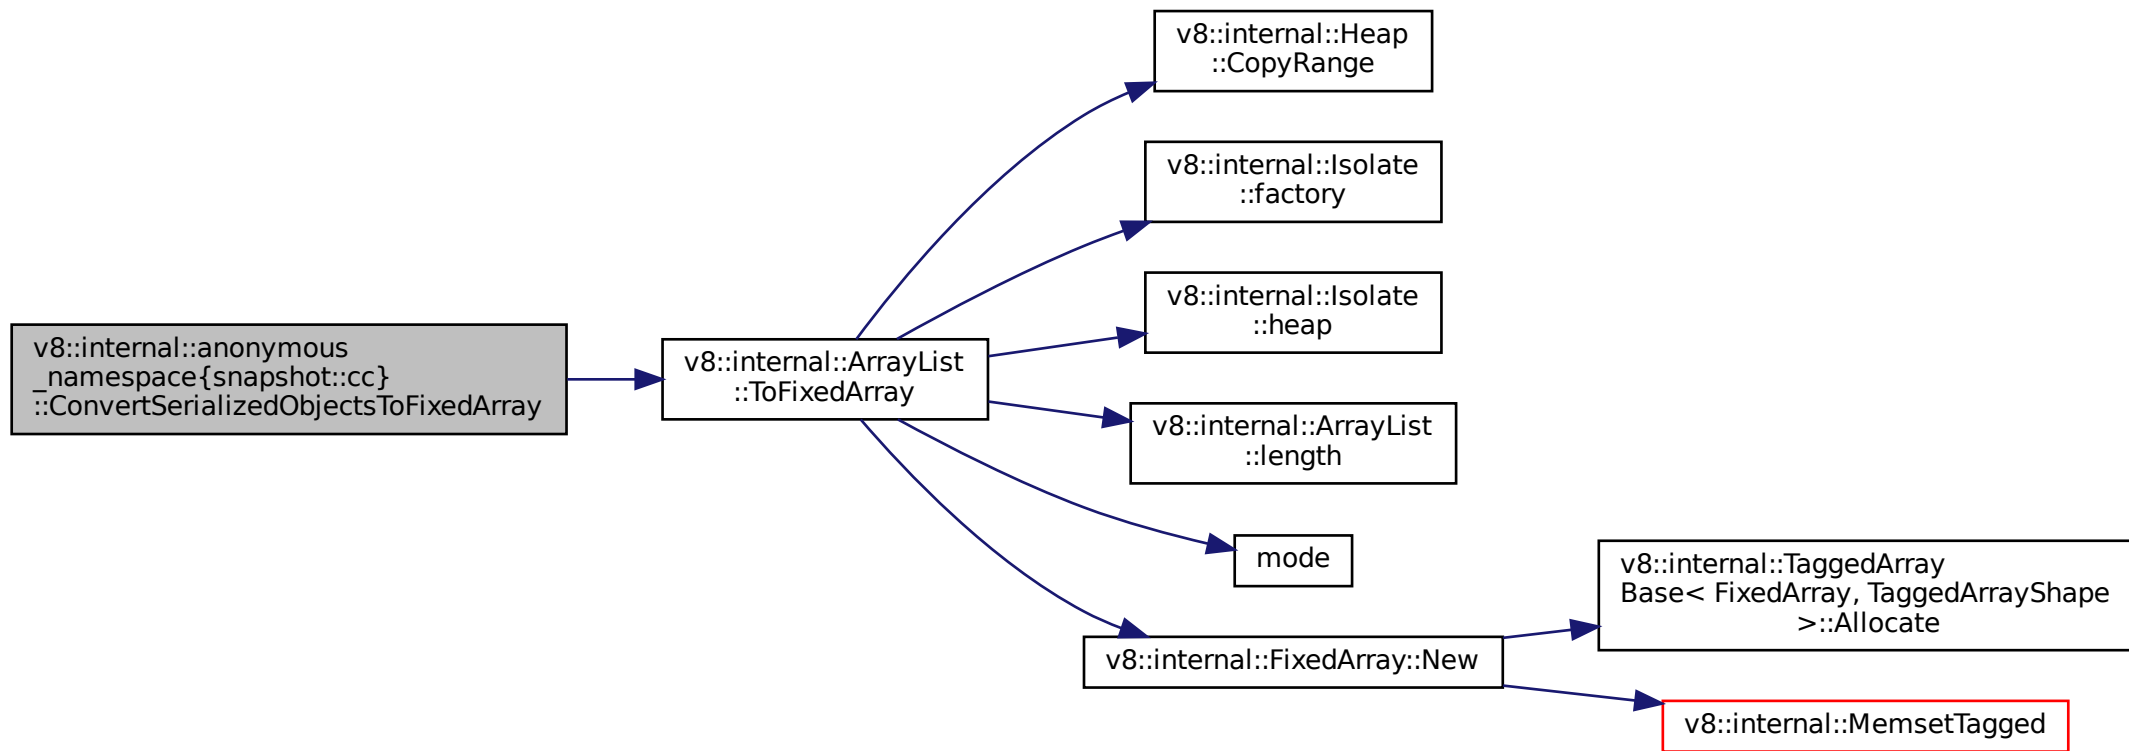 v8::internal::Heap
::CopyRange
v8::internal::Isolate
::factory
v8::internal::Isolate
::heap
v8::internal::anonymous
_namespace{snapshot::cc}
::ConvertSerializedObjectsToFixedArray
v8::internal::ArrayList
::ToFixedArray
v8::internal::ArrayList
::length
mode
v8::internal::TaggedArray
Base< FixedArray, TaggedArrayShape
>::Allocate
v8::internal::FixedArray::New
v8::internal::MemsetTagged